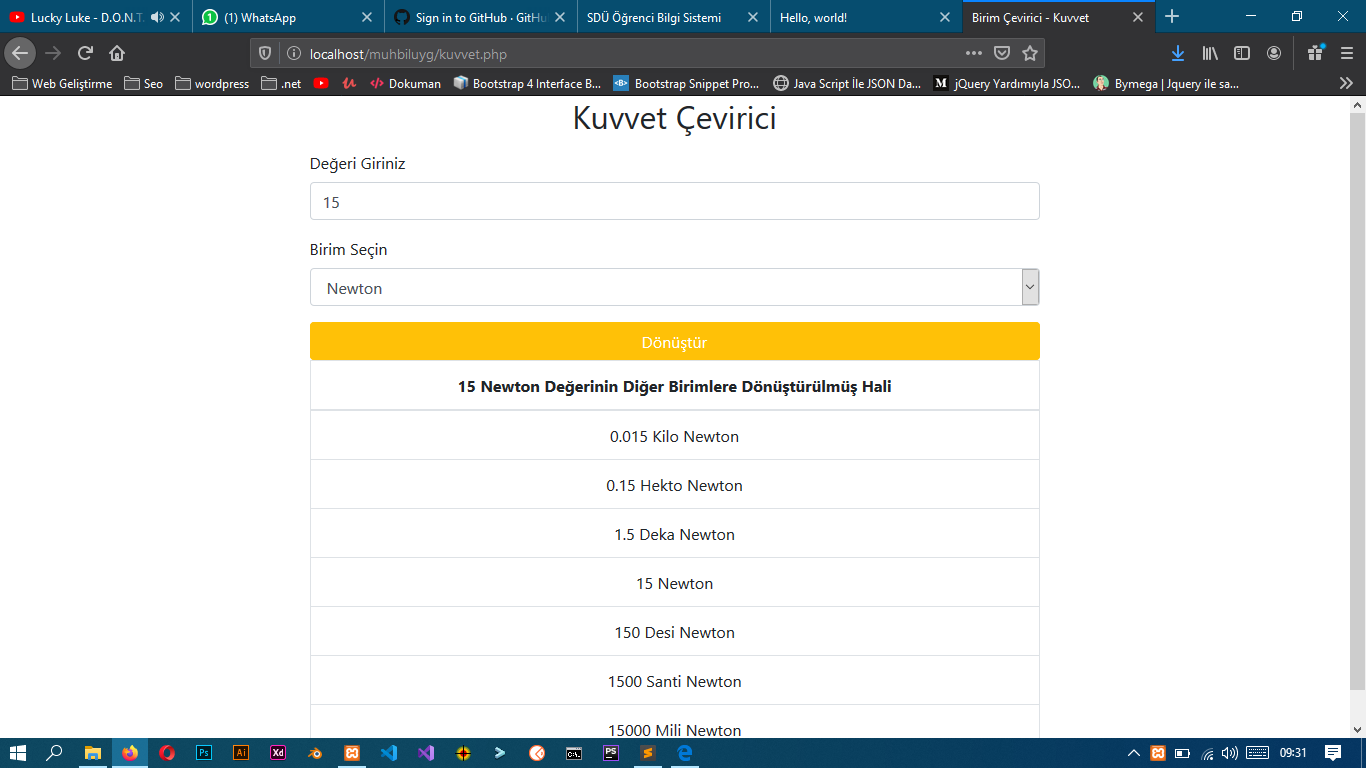 Lucky Luke - D.O.N.T.
(1) WhatsApp
Sign in to GitHub · GitHu
SDÜ Öğrenci Bilgi Sistemi
Hello, world!
Birim Çevirici - Kuvvet
localhost/muhbiluyg/kuvvet.php
Web Geliştirme
Seo
wordpress
.net
Dokuman
Bootstrap 4 Interface B...
Bootstrap Snippet Pro...
Java Script İle JSON Da...
jQuery Yardımıyla JSO...
Bymega | Jquery ile sa...
Kuvvet Çevirici
Değeri Giriniz
15
Birim Seçin
Newton
Dönüştür
15 Newton Değerinin Diğer Birimlere Dönüştürülmüş Hali
0.015 Kilo Newton
0.15 Hekto Newton
1.5 Deka Newton
15 Newton
150 Desi Newton
1500 Santi Newton
15000 Mili Newton
09:31